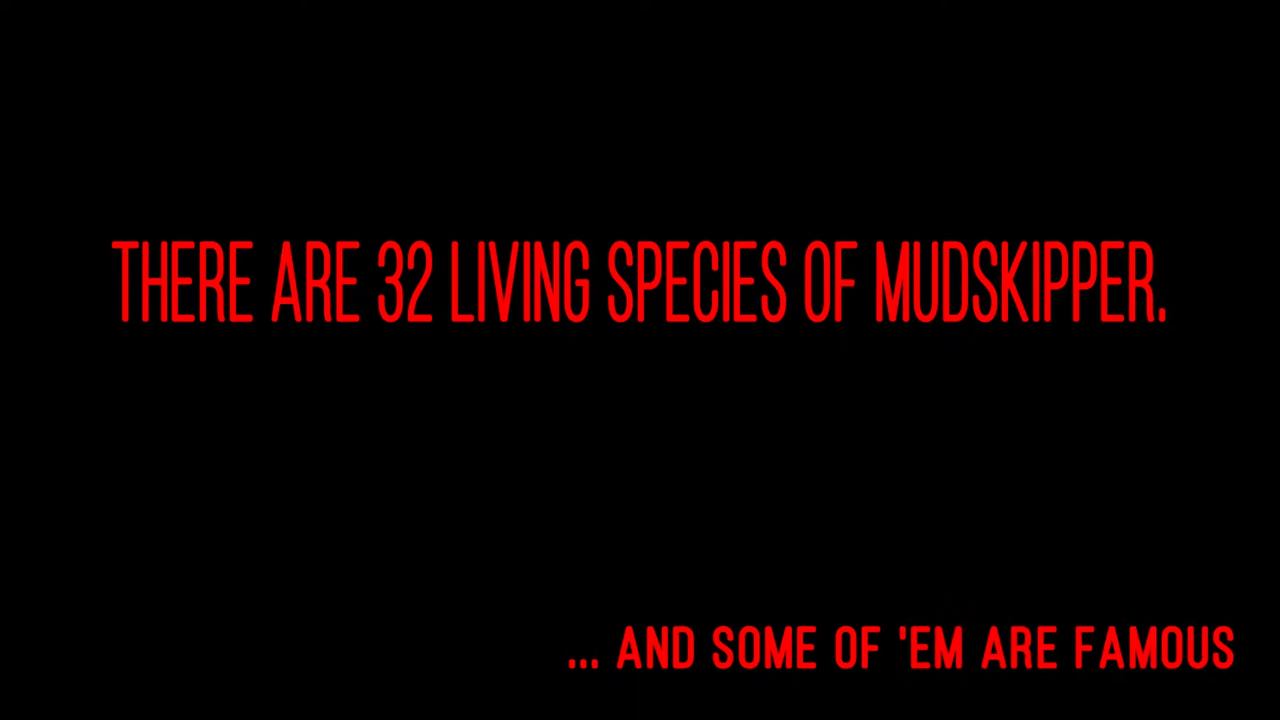 THERE ARE 32 LIVING SPECIES OF MUDSKIPPER.
... AND SOME OF 'EM ARE FAMOUS